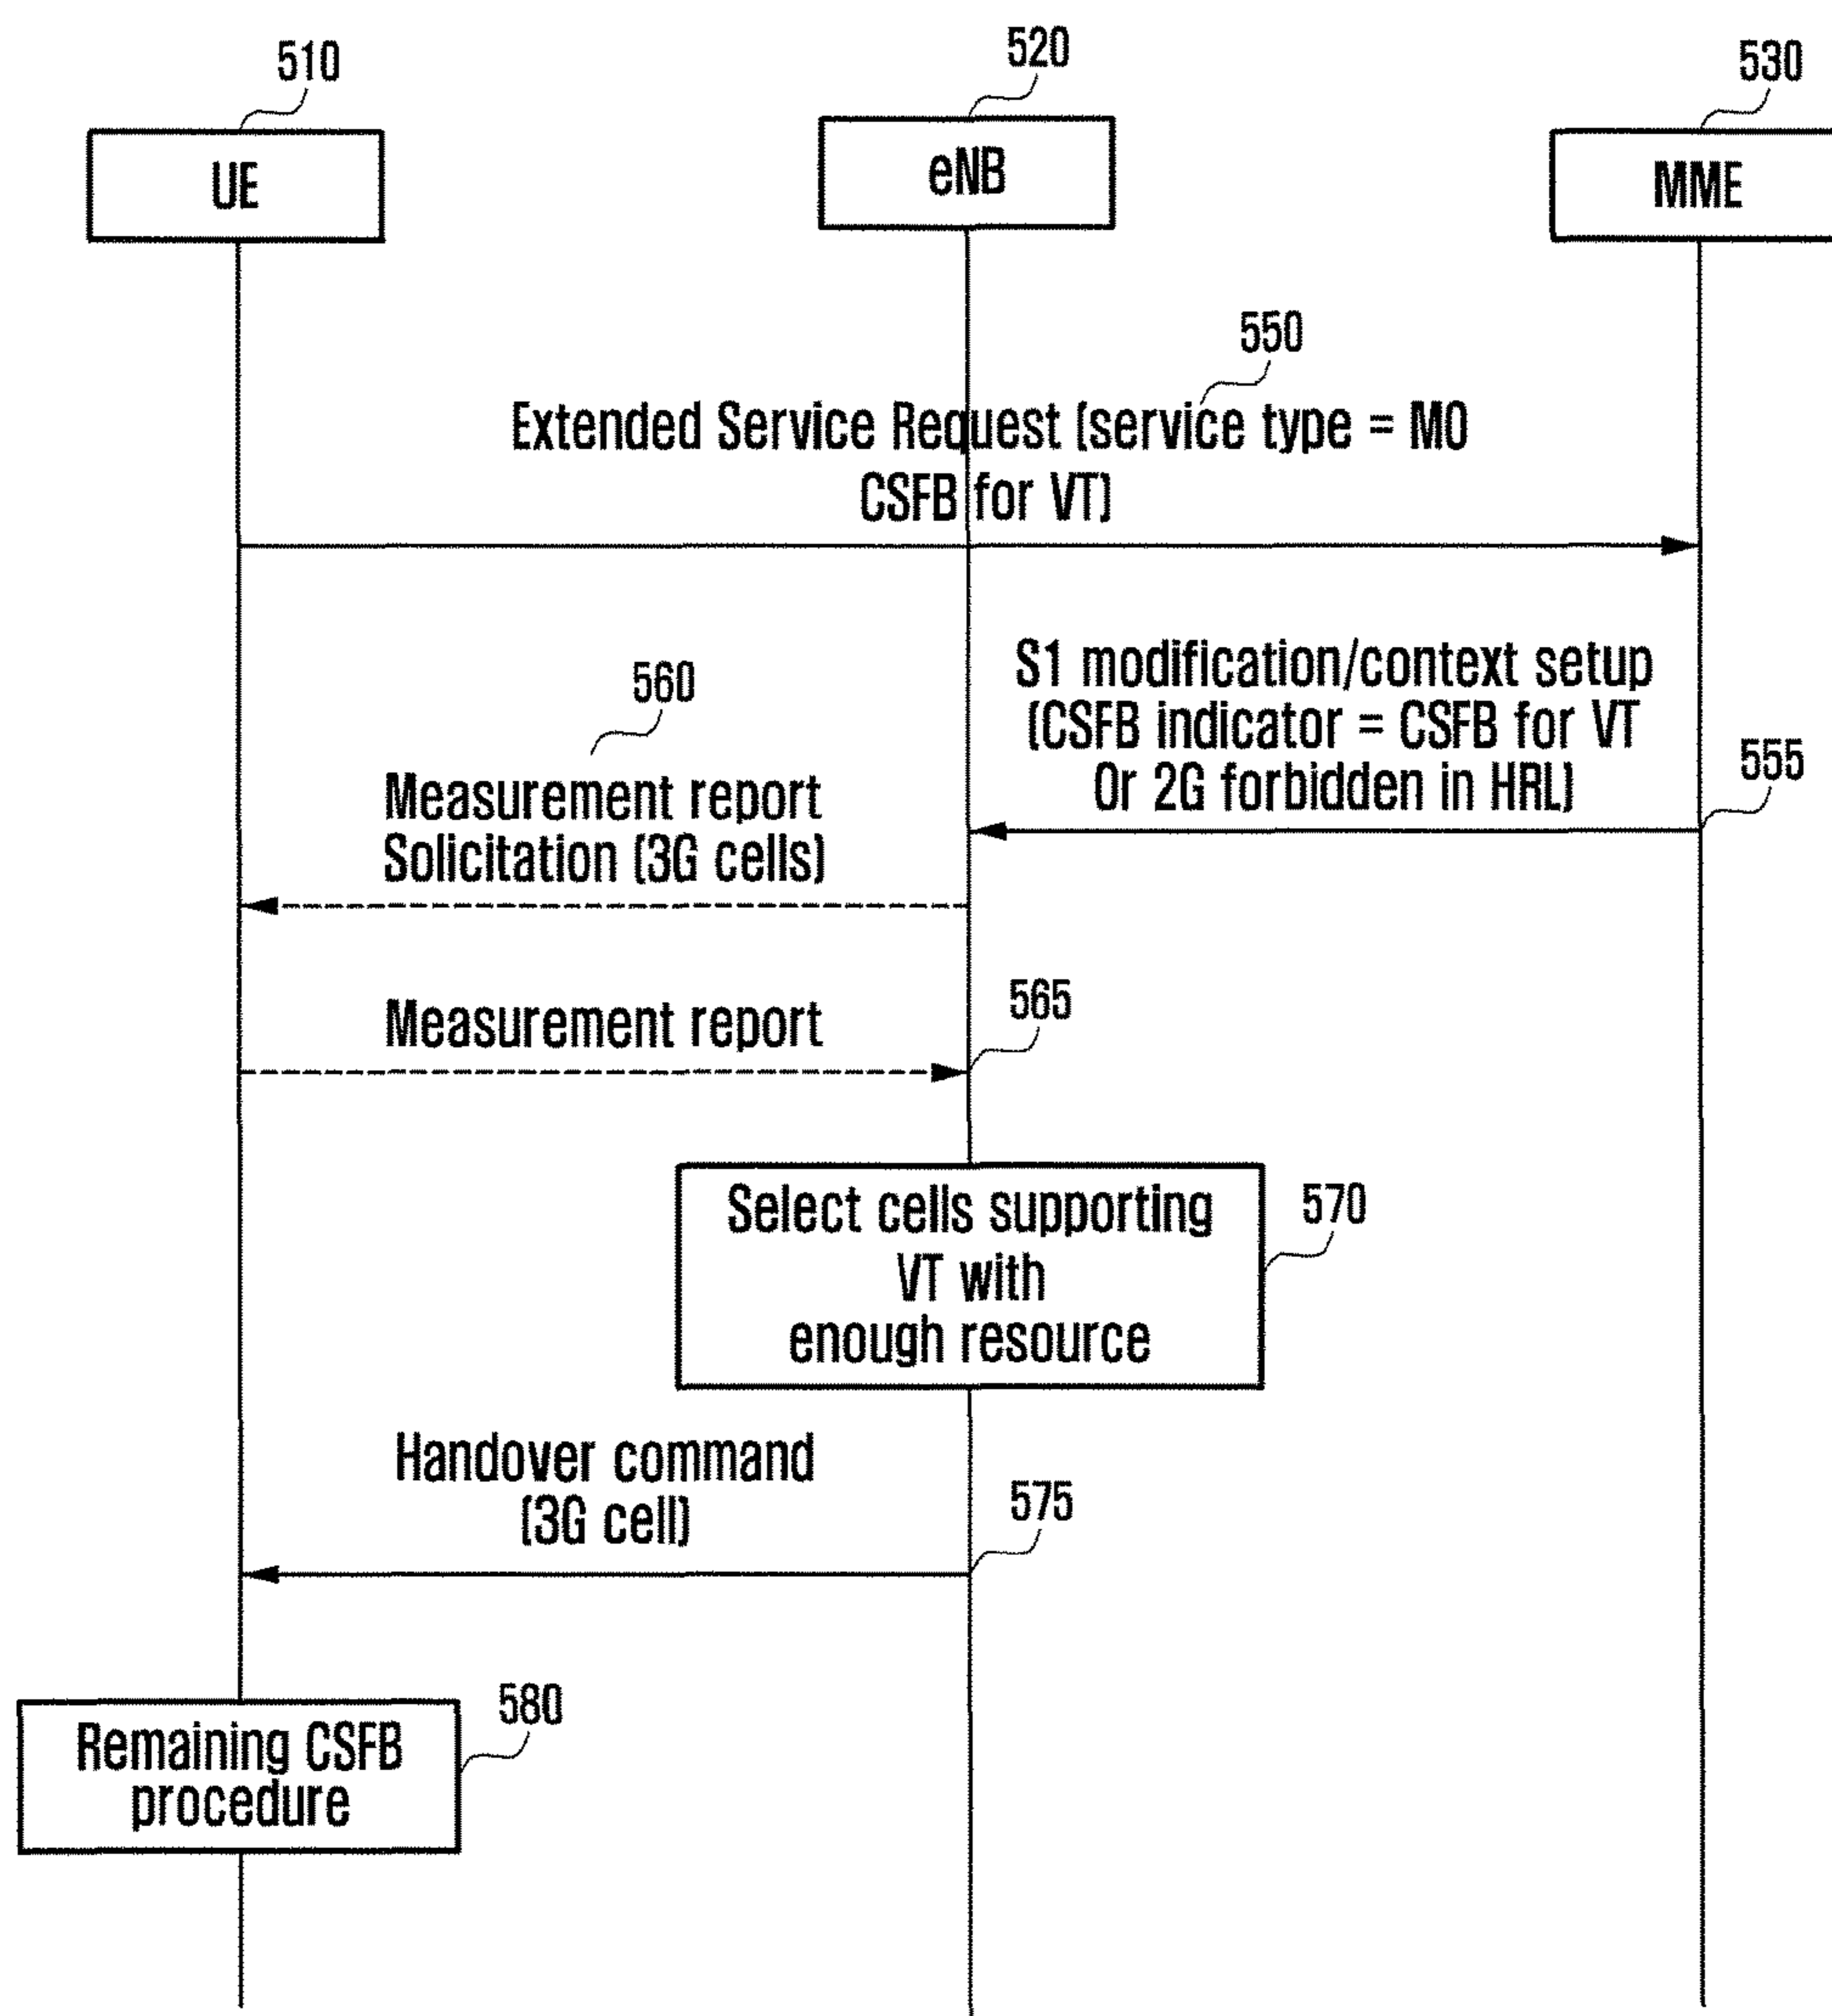 510
520
530
UE
eNB
MME
550
Extended Service Request (service type = MO
CSFB for VT)
S1 modification/context setup
(CSFB indicator = CSFB for VT
Or 2G forbidden in HRL)
555
560
Measurement report
Solicitation (3G cells)
565
Measurement report
Select cells supporting
VT with
enough resource
570
Handover command
(3G cell)
575
580
Remaining CSFB
procedure